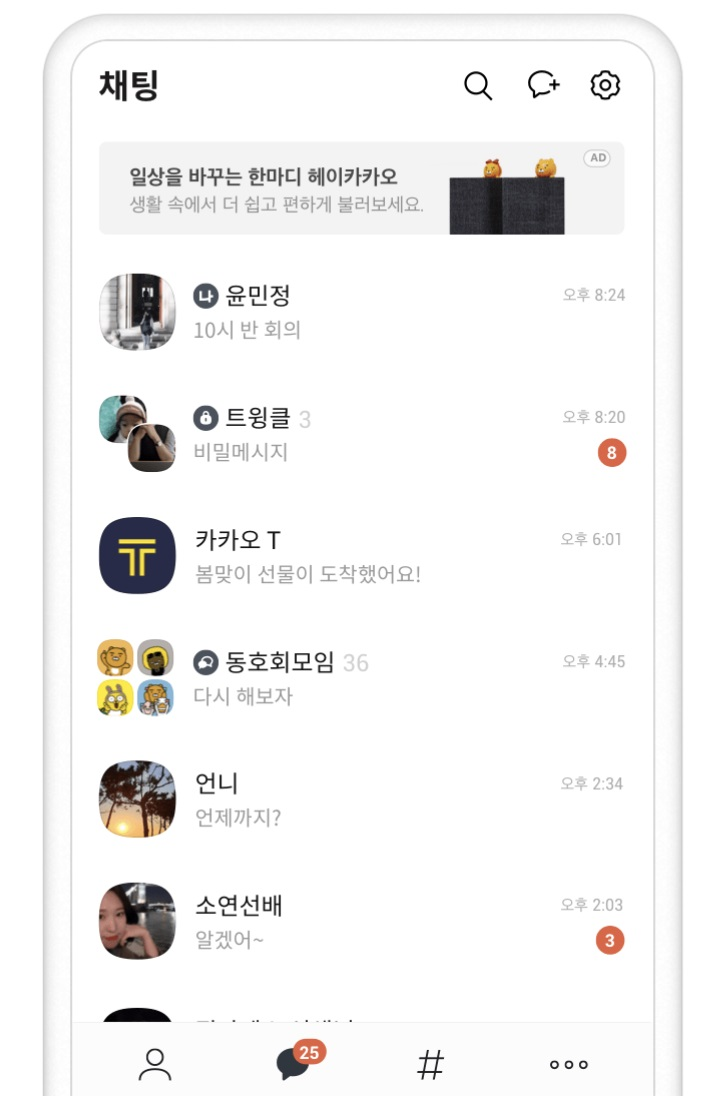 채팅
일상을 바꾸는 한마디 헤이카카오
AD
생활 속에서 더 쉽고 편하게 불러보세요.
나 윤민정
오후 8:24
10시 반 회의
트윙클 3
오후 8:20
비밀메시지
8
카카오 T
오후 6:01
봄맞이 선물이 도착했어요!
동호회모임 36
오후 4:45
다시 해보자
언니
오후 2:34
언제까지?
소연선배
오후 2:03
알겠어~
3
25